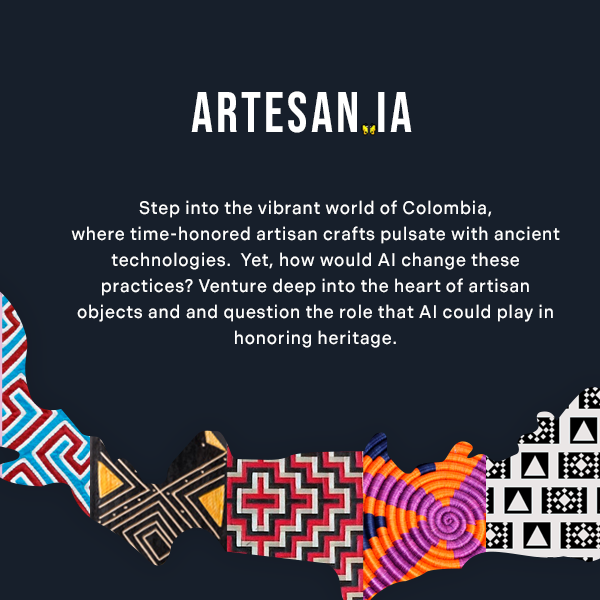 ARTESAN.IA
Step into the vibrant world of Colombia,
where time-honored artisan crafts pulsate with ancient
technologies. Yet, how would AI change these
practices? Venture deep into the heart of artisan
objects and and question the role that AI could play in
honoring heritage.